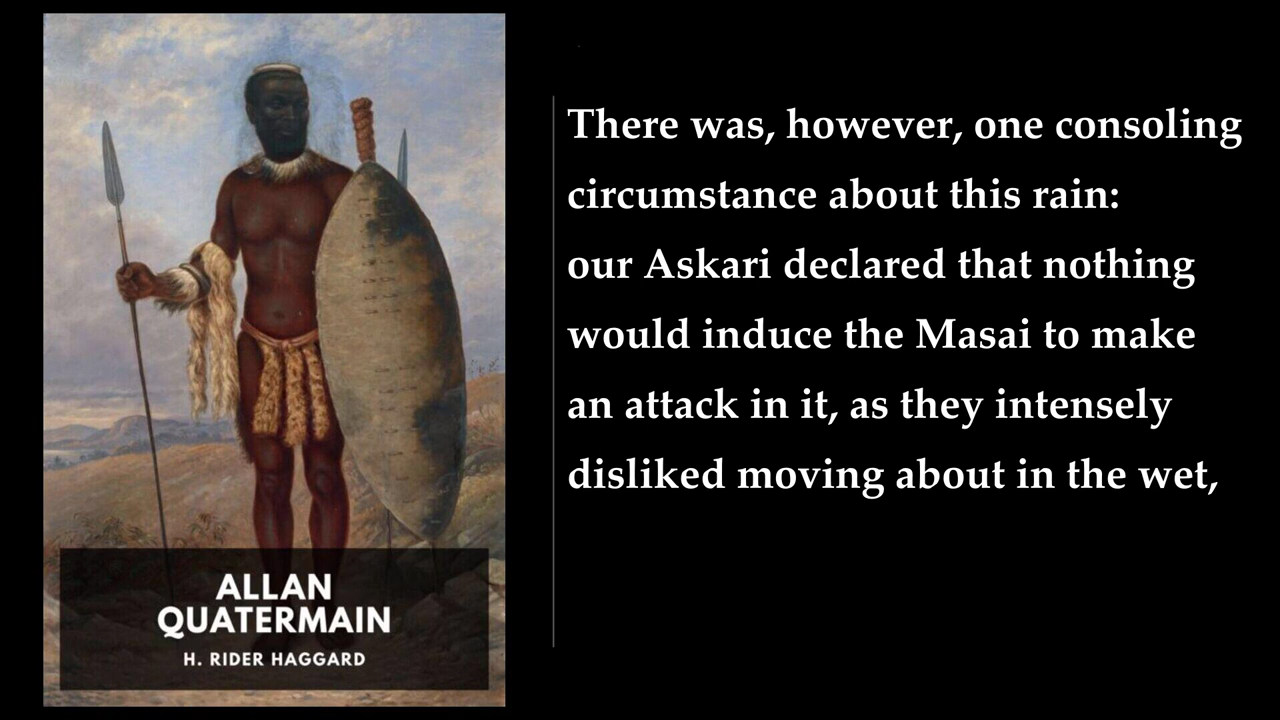 ALLAN
QUATERMAIN
H. RIDER HAGGARD
There was, however, one consoling
circumstance about this rain:
our Askari declared that nothing
would induce the Masai to make
an attack in it, as they intensely
disliked moving about in the wet,